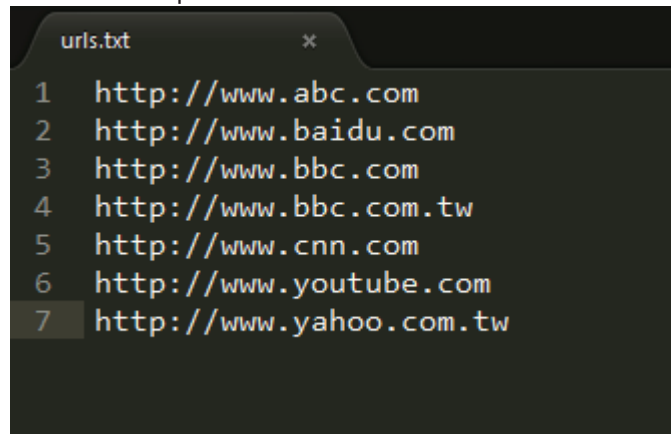 urls.txt ×
1 http://www.abc.com
2 http://www.baidu.com
3 http://www.bbc.com
4 http://www.bbc.com.tw
5 http://www.cnn.com
6 http://www.youtube.com
7 http://www.yahoo.com.tw